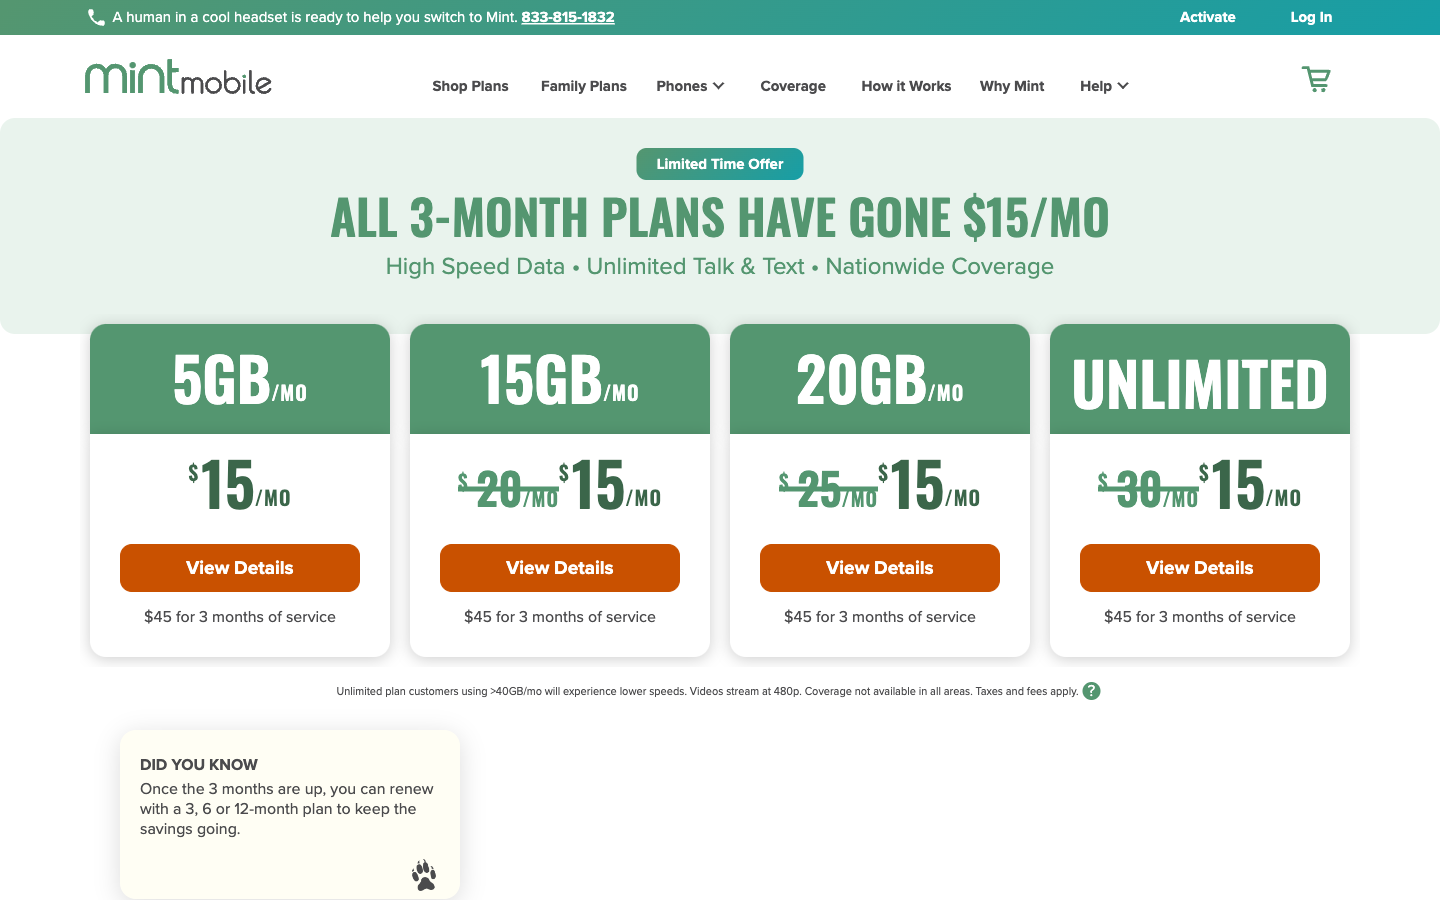 A human in a cool headset is ready to help you switch to Mint. 833-815-1832
Activate
Log In
mintmobile
Shop Plans
Family Plans
Phones
Coverage
How it Works
Why Mint
Help
Limited Time Offer
ALL 3-MONTH PLANS HAVE GONE $15/MO
High Speed Data • Unlimited Talk & Text • Nationwide Coverage
5GB/MO
$15/MO
View Details
$45 for 3 months of service
15GB/MO
$20/MO $15/MO
View Details
$45 for 3 months of service
20GB/MO
$25/MO $15/MO
View Details
$45 for 3 months of service
UNLIMITED
$30/MO $15/MO
View Details
$45 for 3 months of service
Unlimited plan customers using >40GB/mo will experience lower speeds. Videos stream at 480p. Coverage not available in all areas. Taxes and fees apply. ?
DID YOU KNOW
Once the 3 months are up, you can renew
with a 3, 6 or 12-month plan to keep the
savings going.